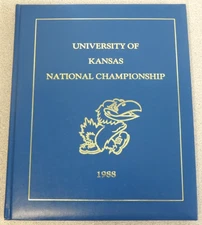 UNIVERSITY OF
KANSAS
NATIONAL CHAMPIONSHIP
1988